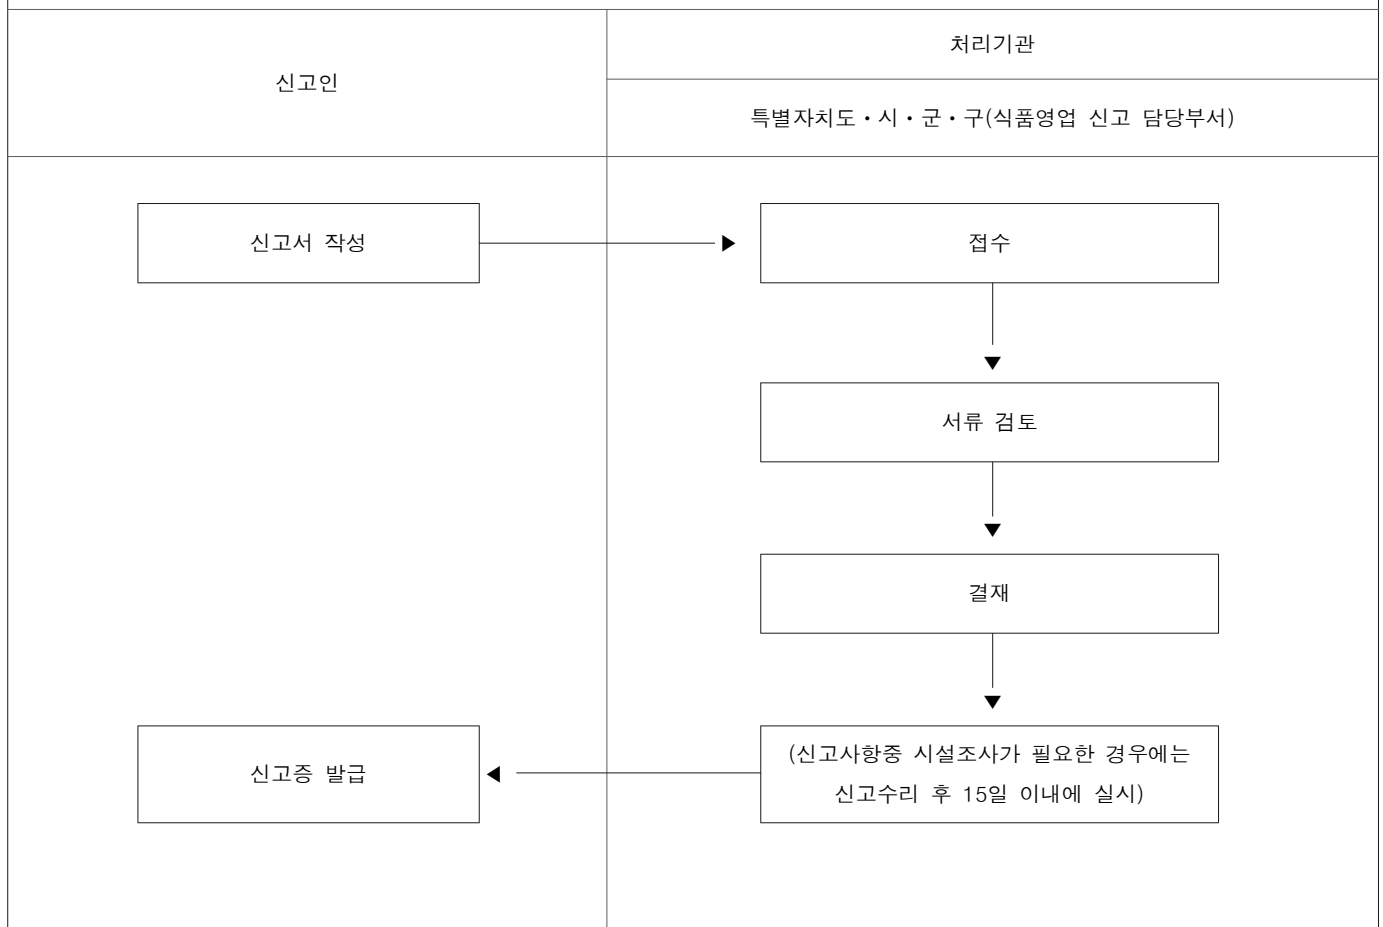 신고인
처리기관
특별자치도・시・군・구(식품영업 신고 담당부서)
신고서 작성
접수
서류 검토
결재
신고증 발급
(신고사항중 시설조사가 필요한 경우에는
신고수리 후 15일 이내에 실시)